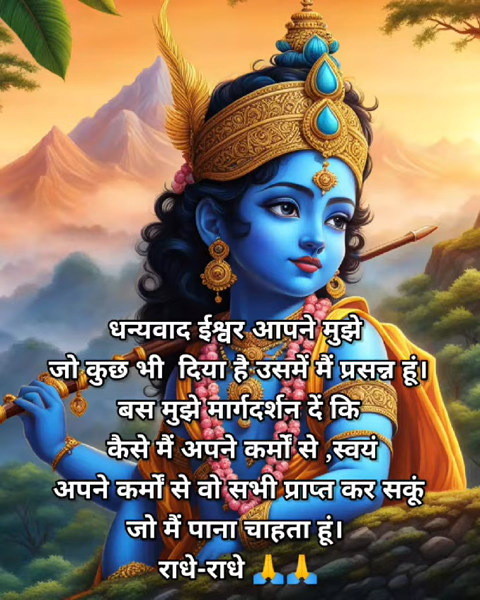 धन्यवाद ईश्वर आपने मुझे
जो कुछ भी दिया है उसमें मैं प्रसन्न हूं।
बस मुझे मार्गदर्शन दें कि
कैसे मैं अपने कर्मों से ,स्वयं
अपने कर्मों से वो सभी प्राप्त कर सकूं
जो मैं पाना चाहता हूं।
राधे-राधे 🙏🙏